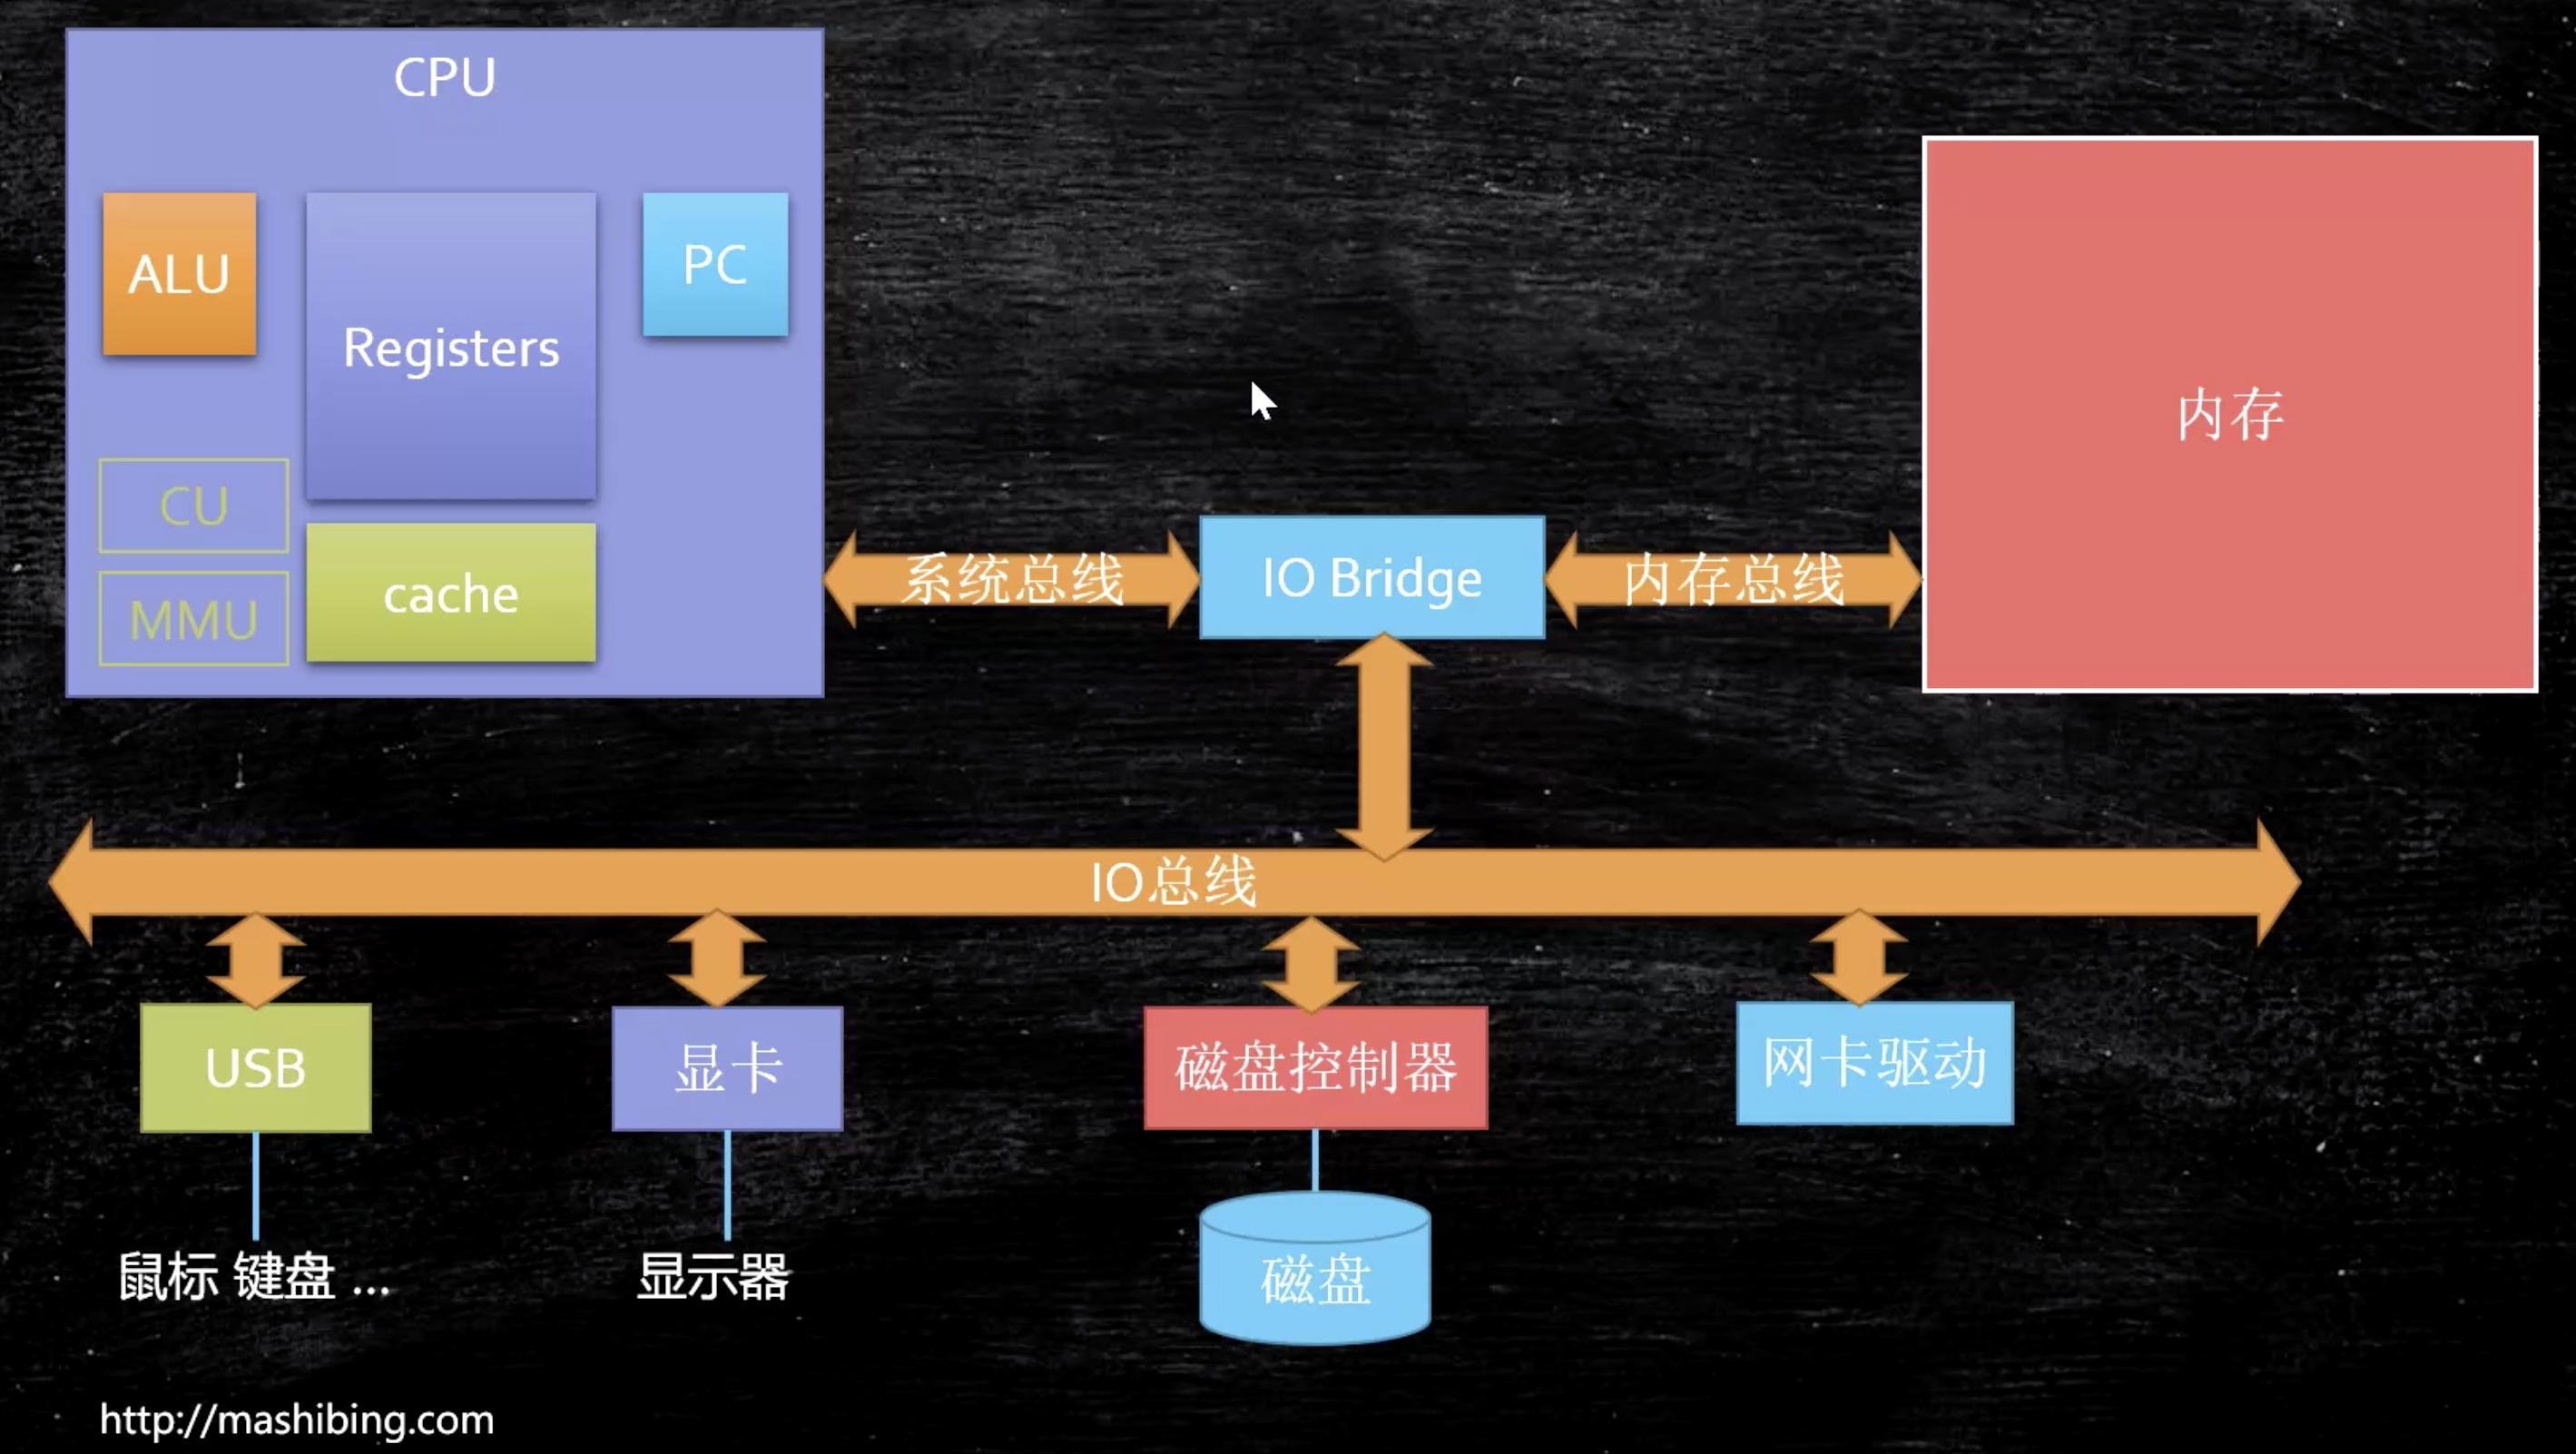 CPU
ALU
Registers
PC
CU
MMU
cache
系统总线
IO Bridge
内存总线
内存
IO总线
USB
显卡
磁盘控制器
网卡驱动
鼠标 键盘 ...
显示器
磁盘
http://mashibing.com